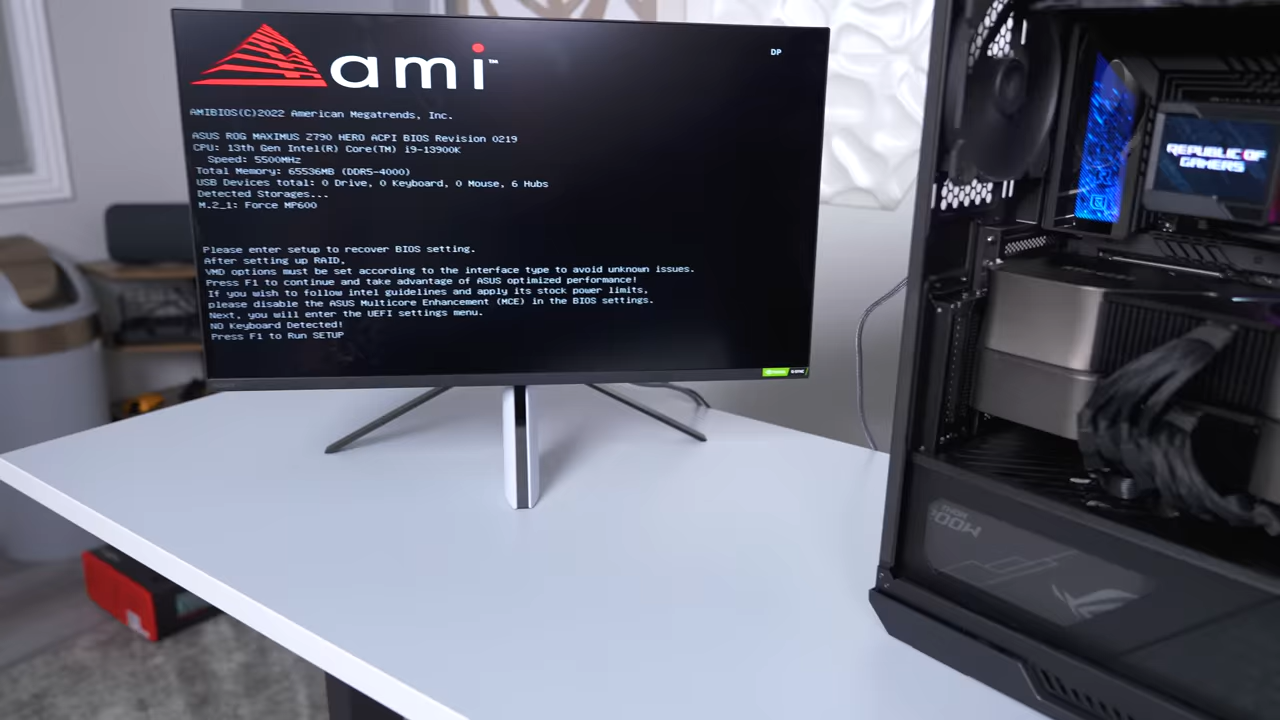 ami™
DP
AMIBIOS(C)2022 American Megatrends, Inc.
ASUS ROG MAXIMUS Z790 HERO ACPI BIOS Revision 0219
CPU: 13th Gen Intel(R) Core(TM) i9-13900K
Speed: 5500MHz
Total Memory: 65536MB (DDR5-4000)
USB Devices total: 0 Drive, 0 Keyboard, 0 Mouse, 6 Hubs
Detected Storages...
M.2_1: Force MP600
Please enter setup to recover BIOS setting.
After setting up RAID,
VMD options must be set according to the interface type to avoid unknown issues.
Press F1 to continue and take advantage of ASUS optimized performance!
If you wish to follow intel guidelines and apply its stock power limits,
please disable the ASUS Multicore Enhancement (MCE) in the BIOS settings.
Next, you will enter the UEFI settings menu.
NO Keyboard Detected!
Press F1 to Run SETUP
REPUBLIC OF
GAMERS